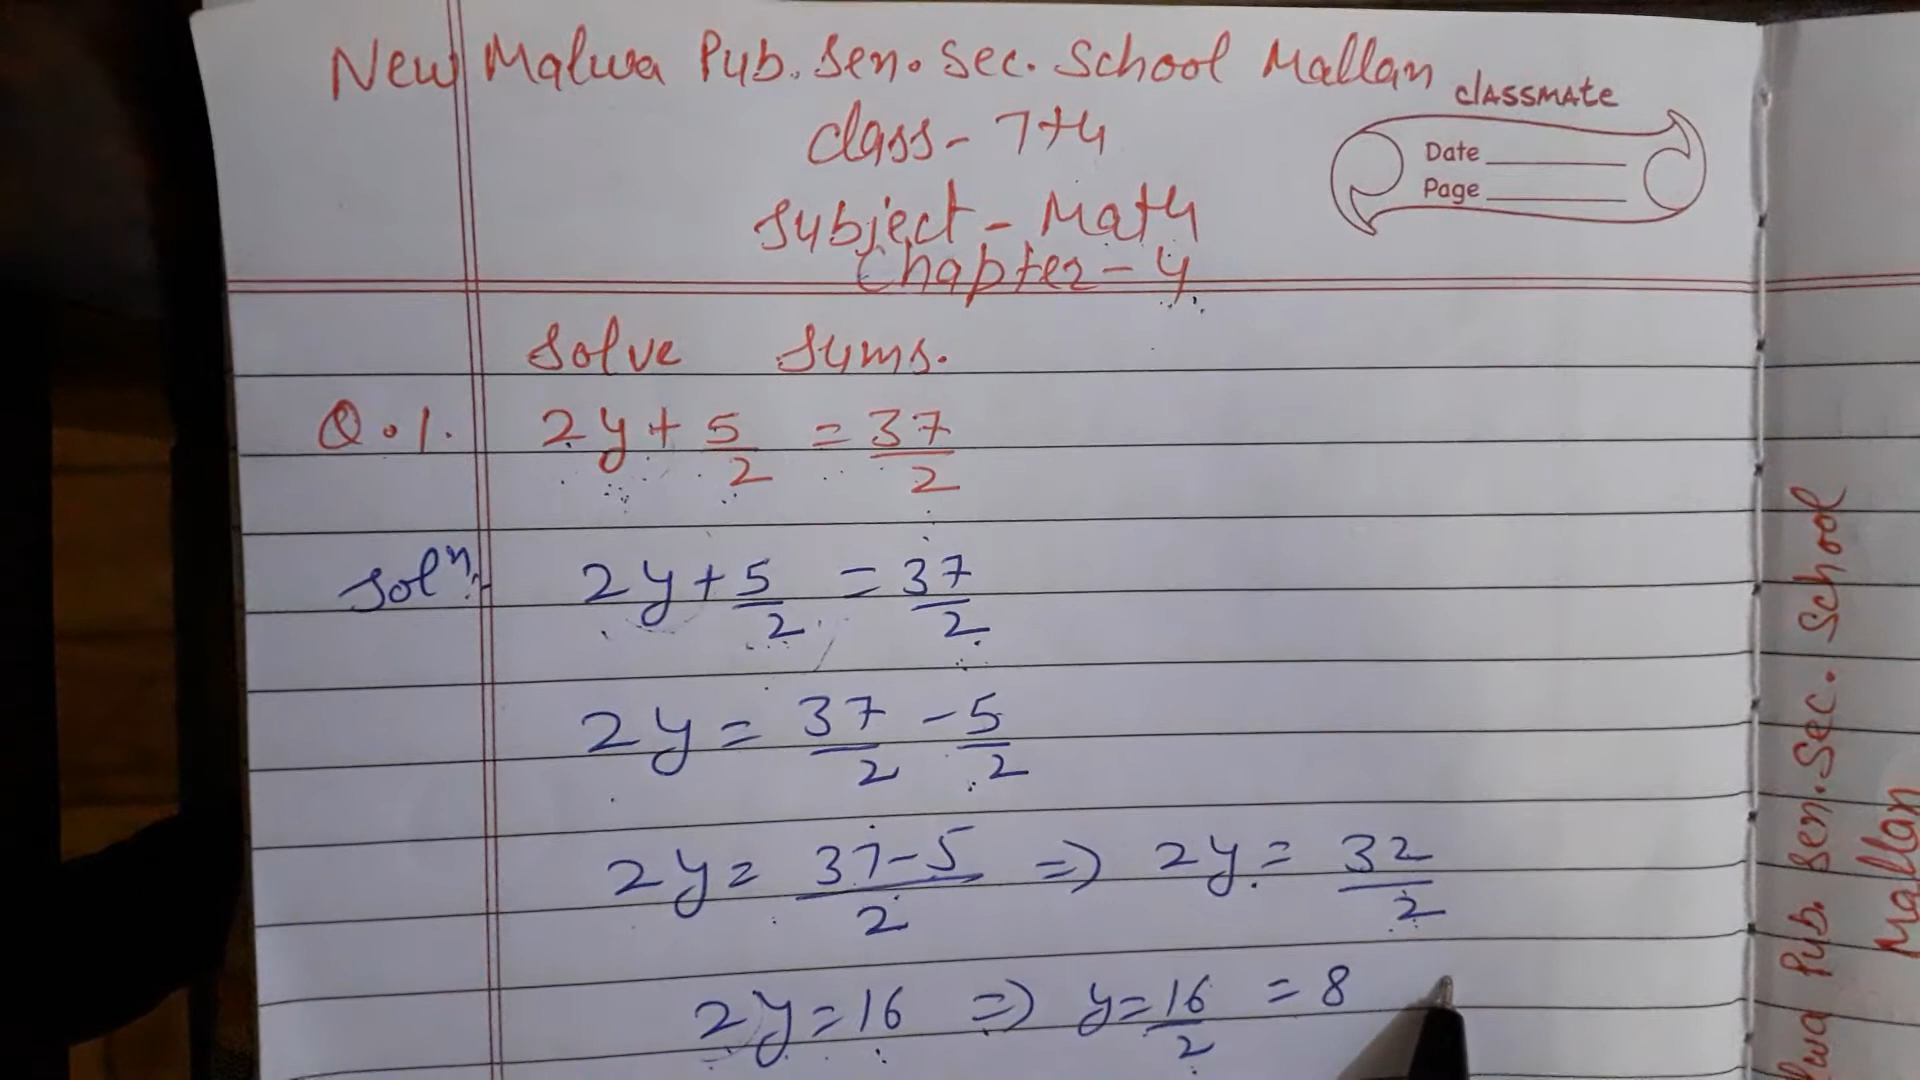 New Malwa Pub. Sen. Sec. School Mallan
classmate
class - 7th
Date
Page
Subject - Math
Chapter - 4
Solve Sums.
Q.1. 2y + 5/2 = 37/2
Solⁿ:- 2y + 5/2 = 37/2
2y = 37/2 - 5/2
2y = 37-5/2 => 2y = 32/2
2y = 16 => y = 16/2 = 8
lwa Pub. Sen. Sec. School
Mallan